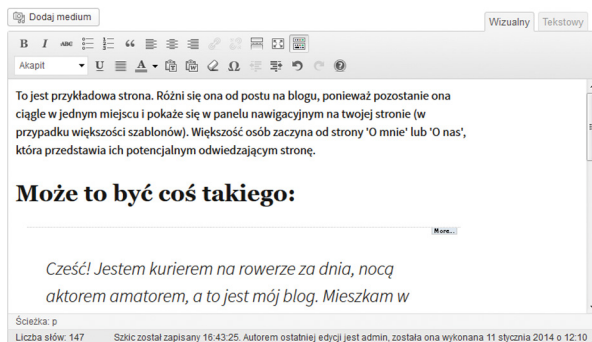 Dodaj medium
Wizualny Tekstowy
B I ABC
Akapit U A Ω
To jest przykładowa strona. Różni się ona od postu na blogu, ponieważ pozostanie ona
ciągle w jednym miejscu i pokaże się w panelu nawigacyjnym na twojej stronie (w
przypadku większości szablonów). Większość osób zaczyna od strony 'O mnie' lub 'O nas',
która przedstawia ich potencjalnym odwiedzającym stronę.
Może to być coś takiego:
More...
Cześć! Jestem kurierem na rowerze za dnia, nocą
aktorem amatorem, a to jest mój blog. Mieszkam w
Ścieżka: p
Liczba słów: 147 Szkic został zapisany 16:43:25. Autorem ostatniej edycji jest admin, została ona wykonana 11 stycznia 2014 o 12:10